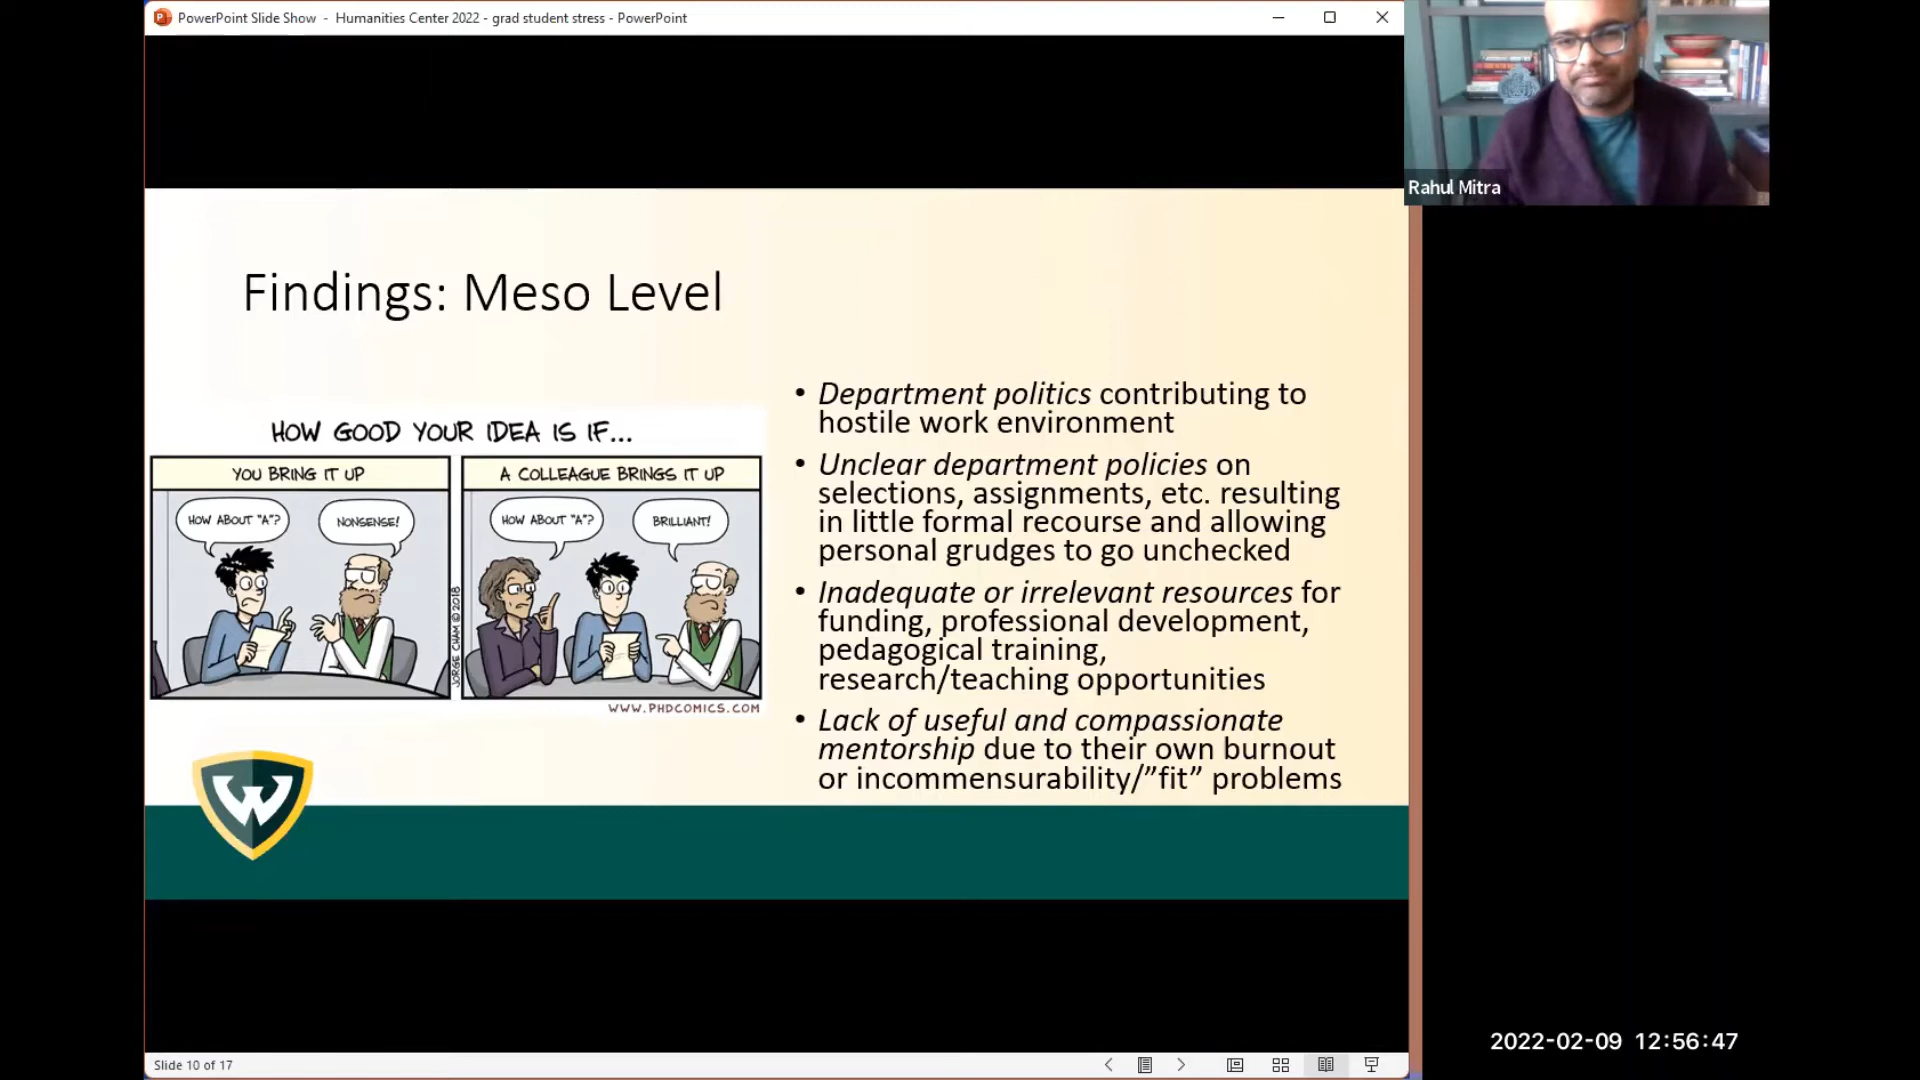 PowerPoint Slide Show - Humanities Center 2022 - grad student stress - PowerPoint
Rahul Mitra
Findings: Meso Level
HOW GOOD YOUR IDEA IS IF...
YOU BRING IT UP
A COLLEAGUE BRINGS IT UP
HOW ABOUT "A"?
NONSENSE!
HOW ABOUT "A"?
BRILLIANT!
JORGE CHAM © 2018
WWW.PHDCOMICS.COM
• Department politics contributing to
hostile work environment
• Unclear department policies on
selections, assignments, etc. resulting
in little formal recourse and allowing
personal grudges to go unchecked
• Inadequate or irrelevant resources for
funding, professional development,
pedagogical training,
research/teaching opportunities
• Lack of useful and compassionate
mentorship due to their own burnout
or incommensurability/”fit” problems
W
Slide 10 of 17
2022-02-09 12:56:47